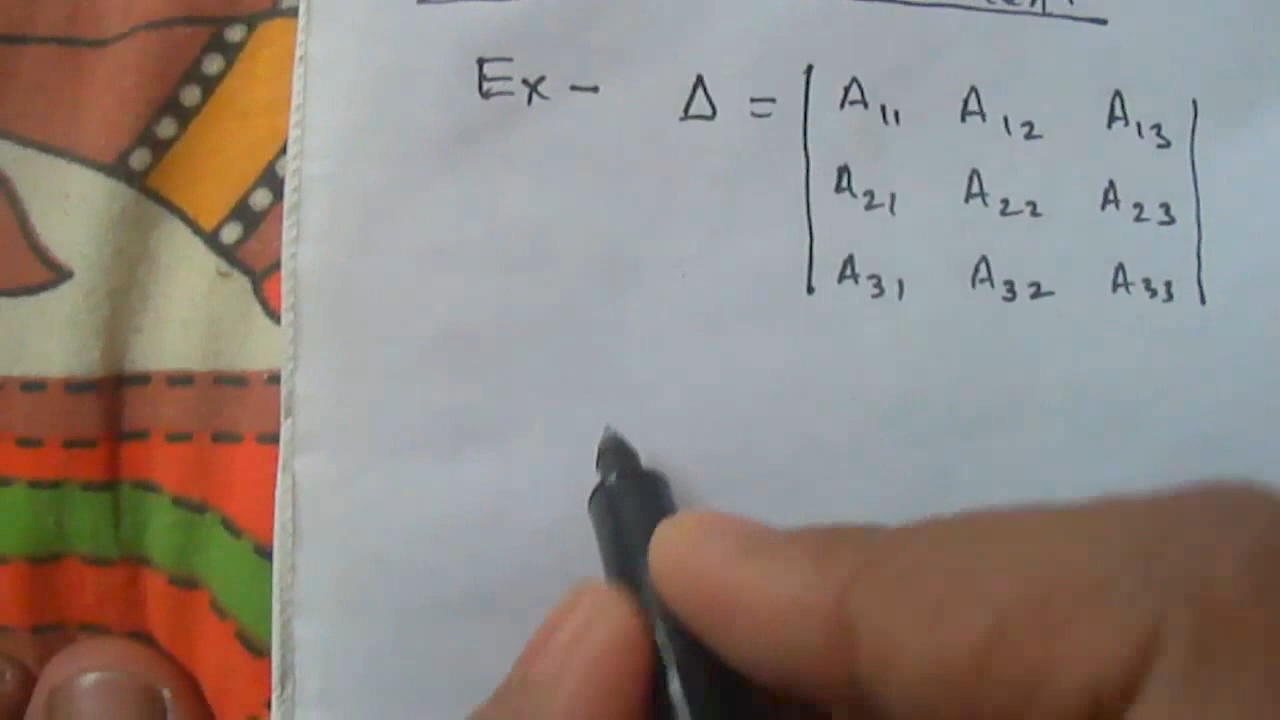 Ex - Δ = | A₁₁ A₁₂ A₁₃ |
| A₂₁ A₂₂ A₂₃ |
| A₃₁ A₃₂ A₃₃ |